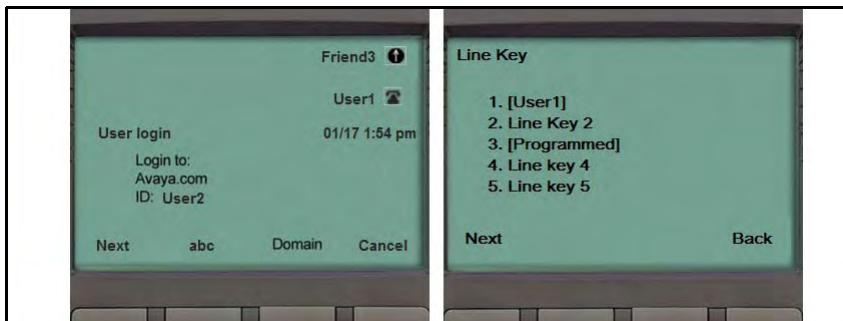 Friend3
User1
User login 01/17 1:54 pm
Login to:
Avaya.com
ID: User2
Next abc Domain Cancel
Line Key
1. [User1]
2. Line Key 2
3. [Programmed]
4. Line key 4
5. Line key 5
Next Back